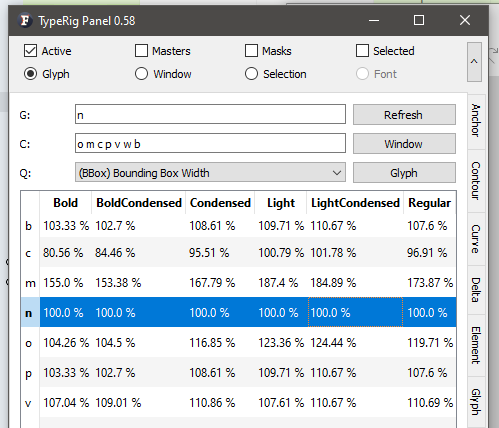 TypeRig Panel 0.58
Active Masters Masks Selected
Glyph Window Selection Font
G: n Refresh
C: o m c p v w b Window
Q: (BBox) Bounding Box Width Glyph
Bold BoldCondensed Condensed Light LightCondensed Regular
b 103.33 % 102.7 % 108.61 % 109.71 % 110.67 % 107.6 %
c 80.56 % 84.46 % 95.51 % 100.79 % 101.78 % 96.91 %
m 155.0 % 153.38 % 167.79 % 187.4 % 184.89 % 173.87 %
n 100.0 % 100.0 % 100.0 % 100.0 % 100.0 % 100.0 %
o 104.26 % 104.5 % 116.85 % 123.36 % 124.44 % 119.71 %
p 103.33 % 102.7 % 108.61 % 109.71 % 110.67 % 107.6 %
v 107.04 % 109.01 % 110.86 % 107.61 % 110.67 % 110.69 %
Anchor
Contour
Curve
Delta
Element
Glyph